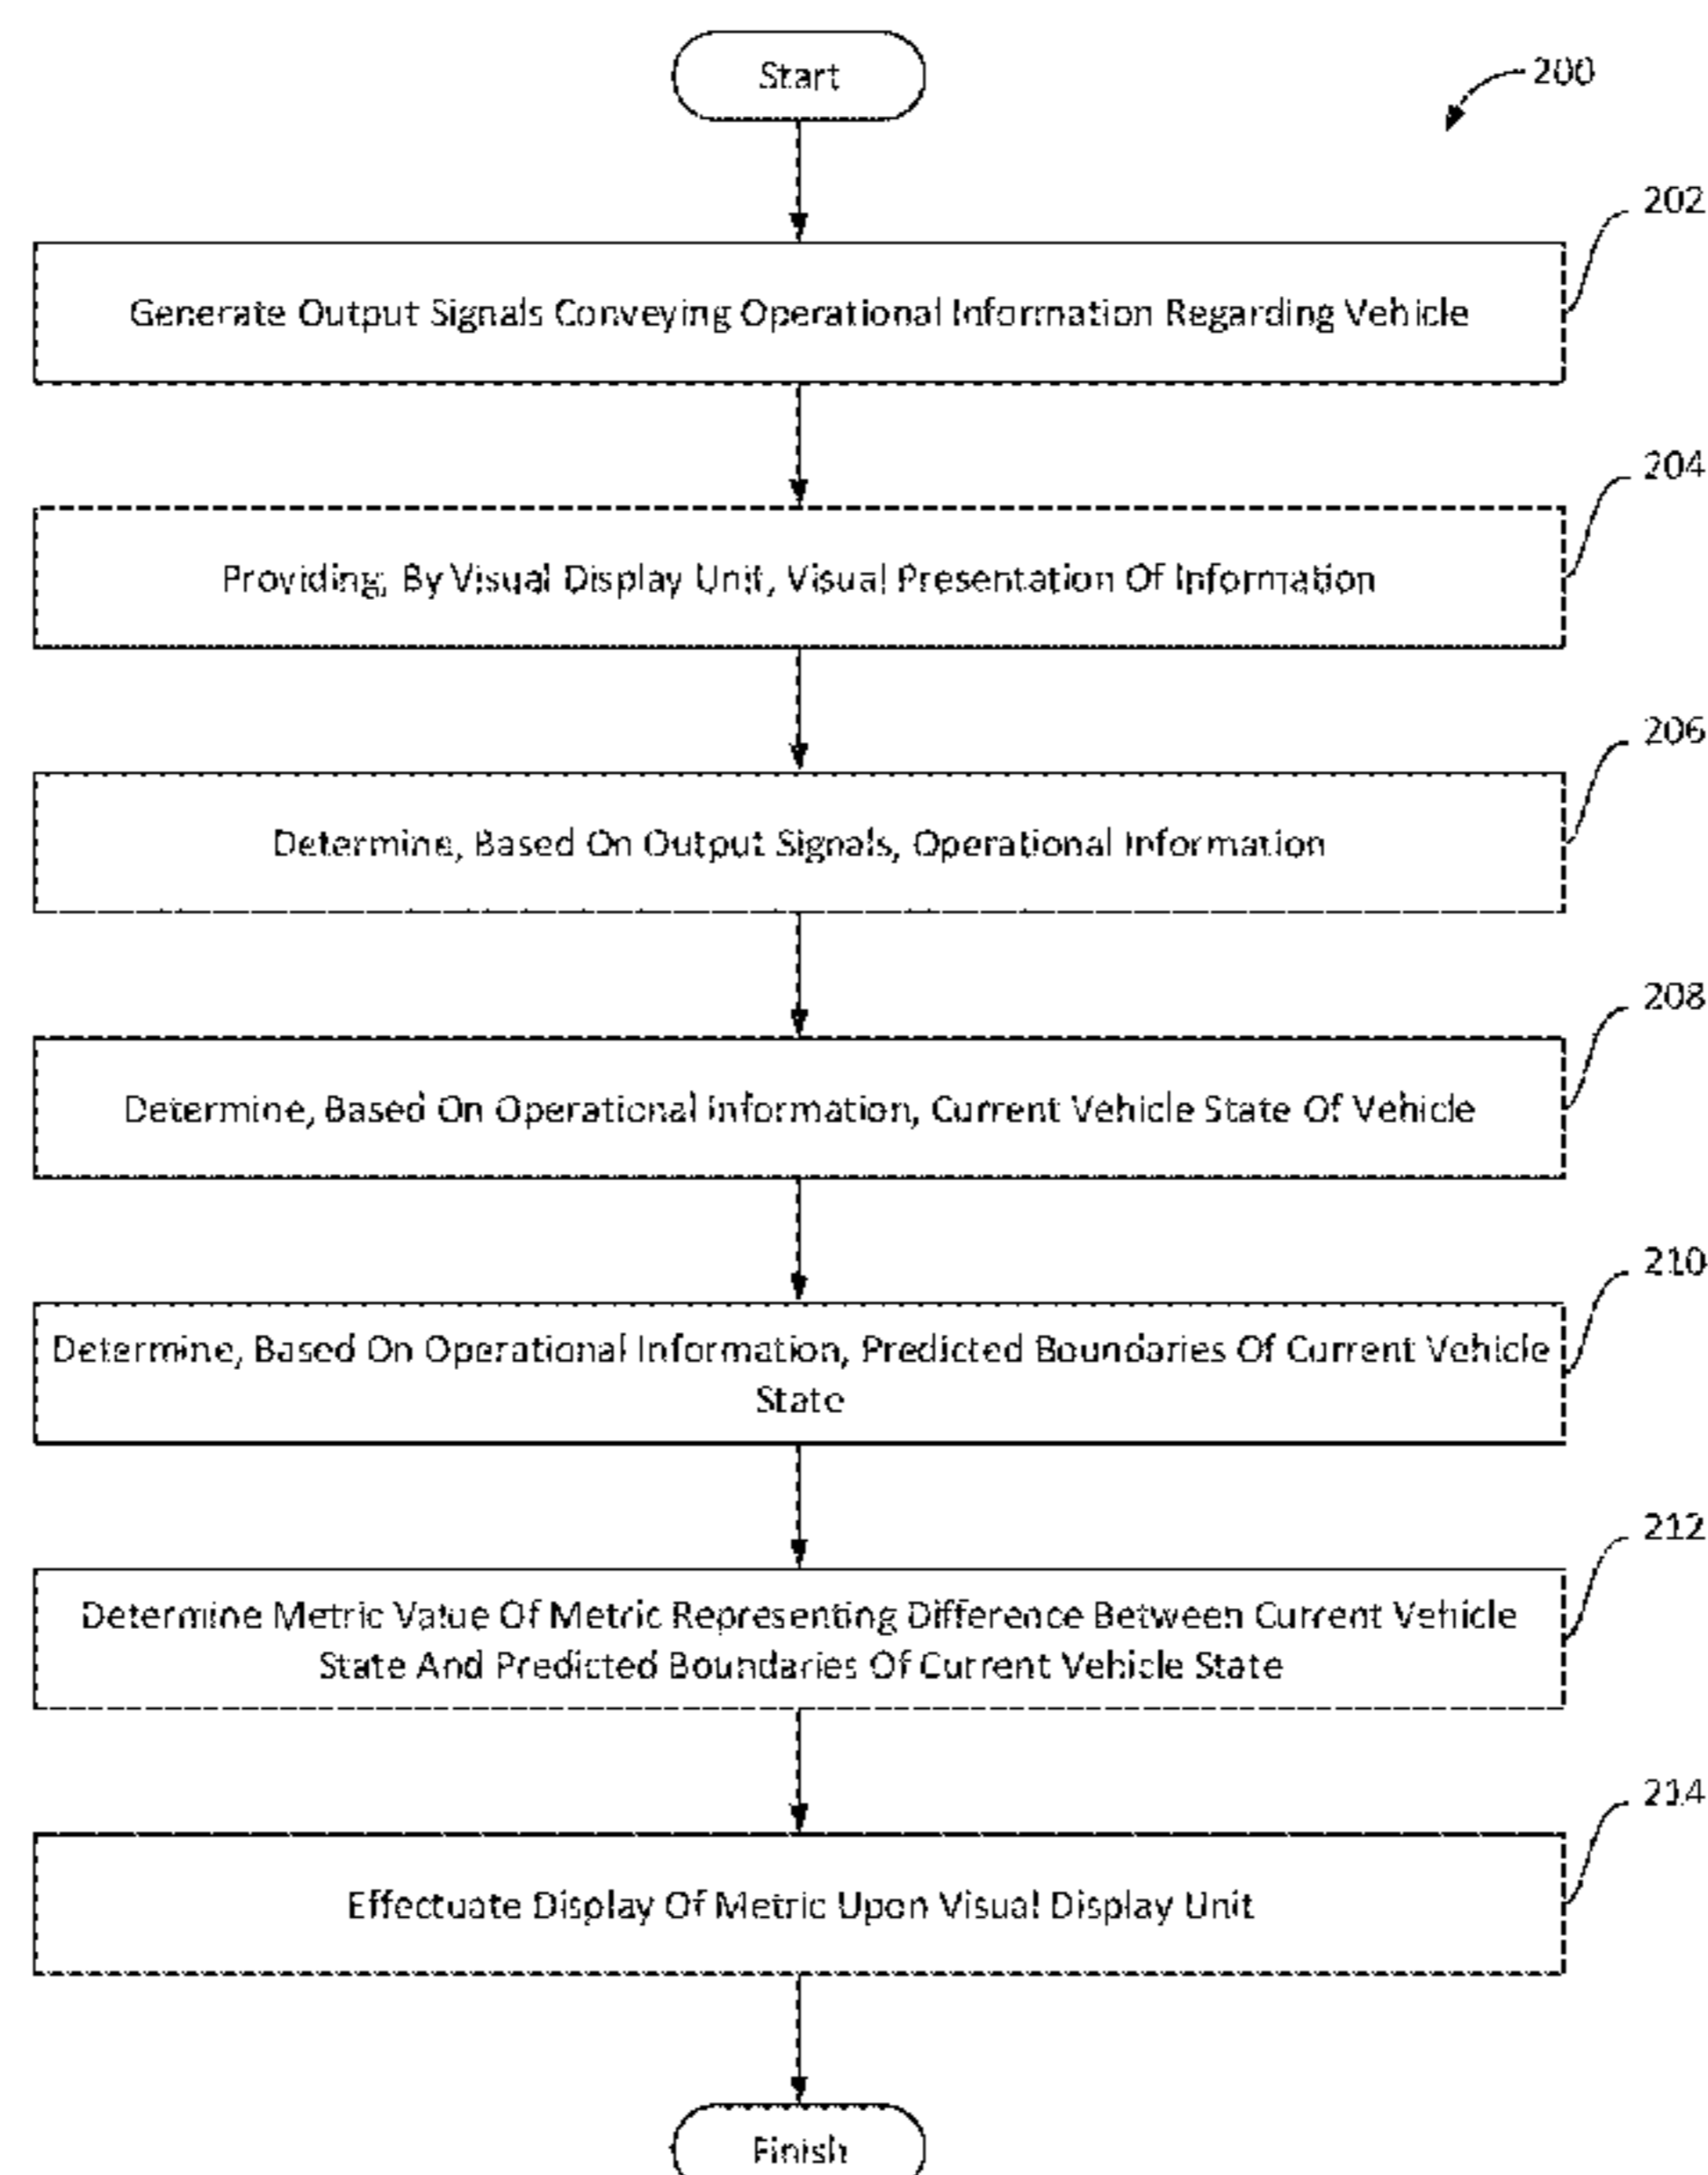 Start
200
202
Generate Output Signals Conveying Operational Information Regarding Vehicle
204
Providing, By Visual Display Unit, Visual Presentation Of Information
206
Determine, Based On Output Signals, Operational Information
208
Determine, Based On Operational Information, Current Vehicle State Of Vehicle
210
Determine, Based On Operational Information, Predicted Boundaries Of Current Vehicle
State
212
Determine Metric Value Of Metric Representing Difference Between Current Vehicle
State And Predicted Boundaries Of Current Vehicle State
214
Effectuate Display Of Metric Upon Visual Display Unit
Finish